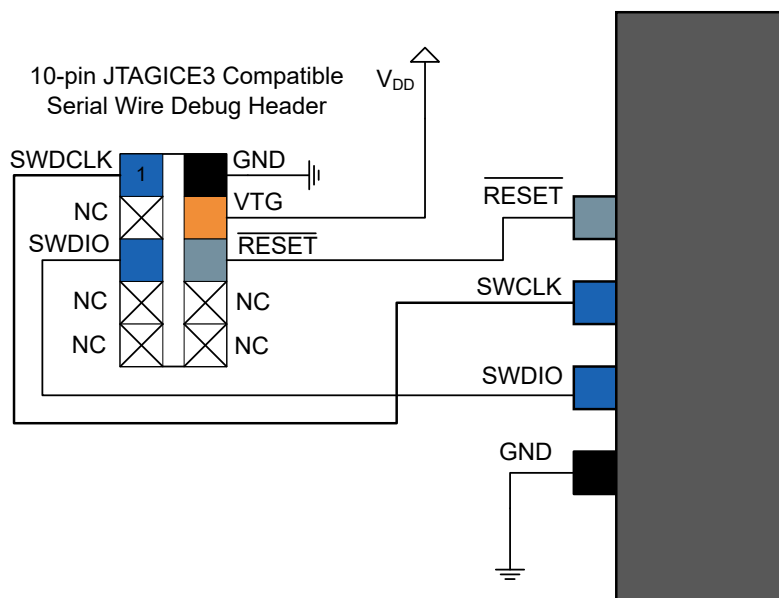 10-pin JTAGICE3 Compatible
Serial Wire Debug Header
VDD
SWDCLK
1
GND
NC
VTG
SWDIO
RESET
NC
NC
NC
NC
RESET
SWCLK
SWDIO
GND